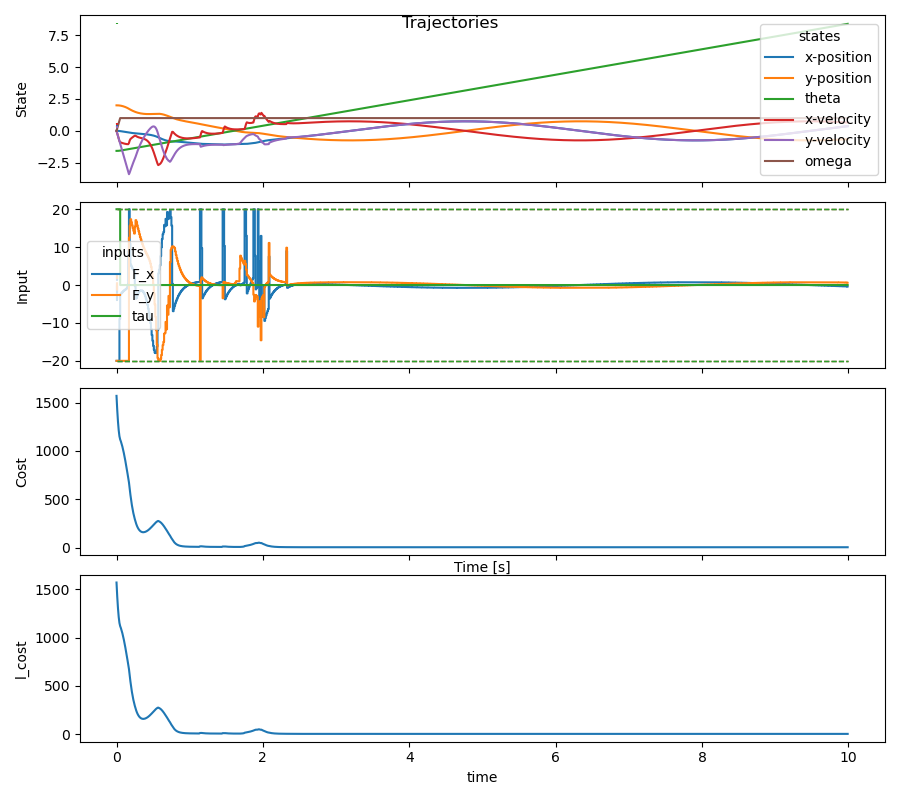 Trajectories
State
7.5
5.0
2.5
0.0
−2.5
states
x-position
y-position
theta
x-velocity
y-velocity
omega
Input
20
10
0
−10
−20
inputs
F_x
F_y
tau
Cost
1500
1000
500
0
Time [s]
l_cost
1500
1000
500
0
0 2 4 6 8 10
time